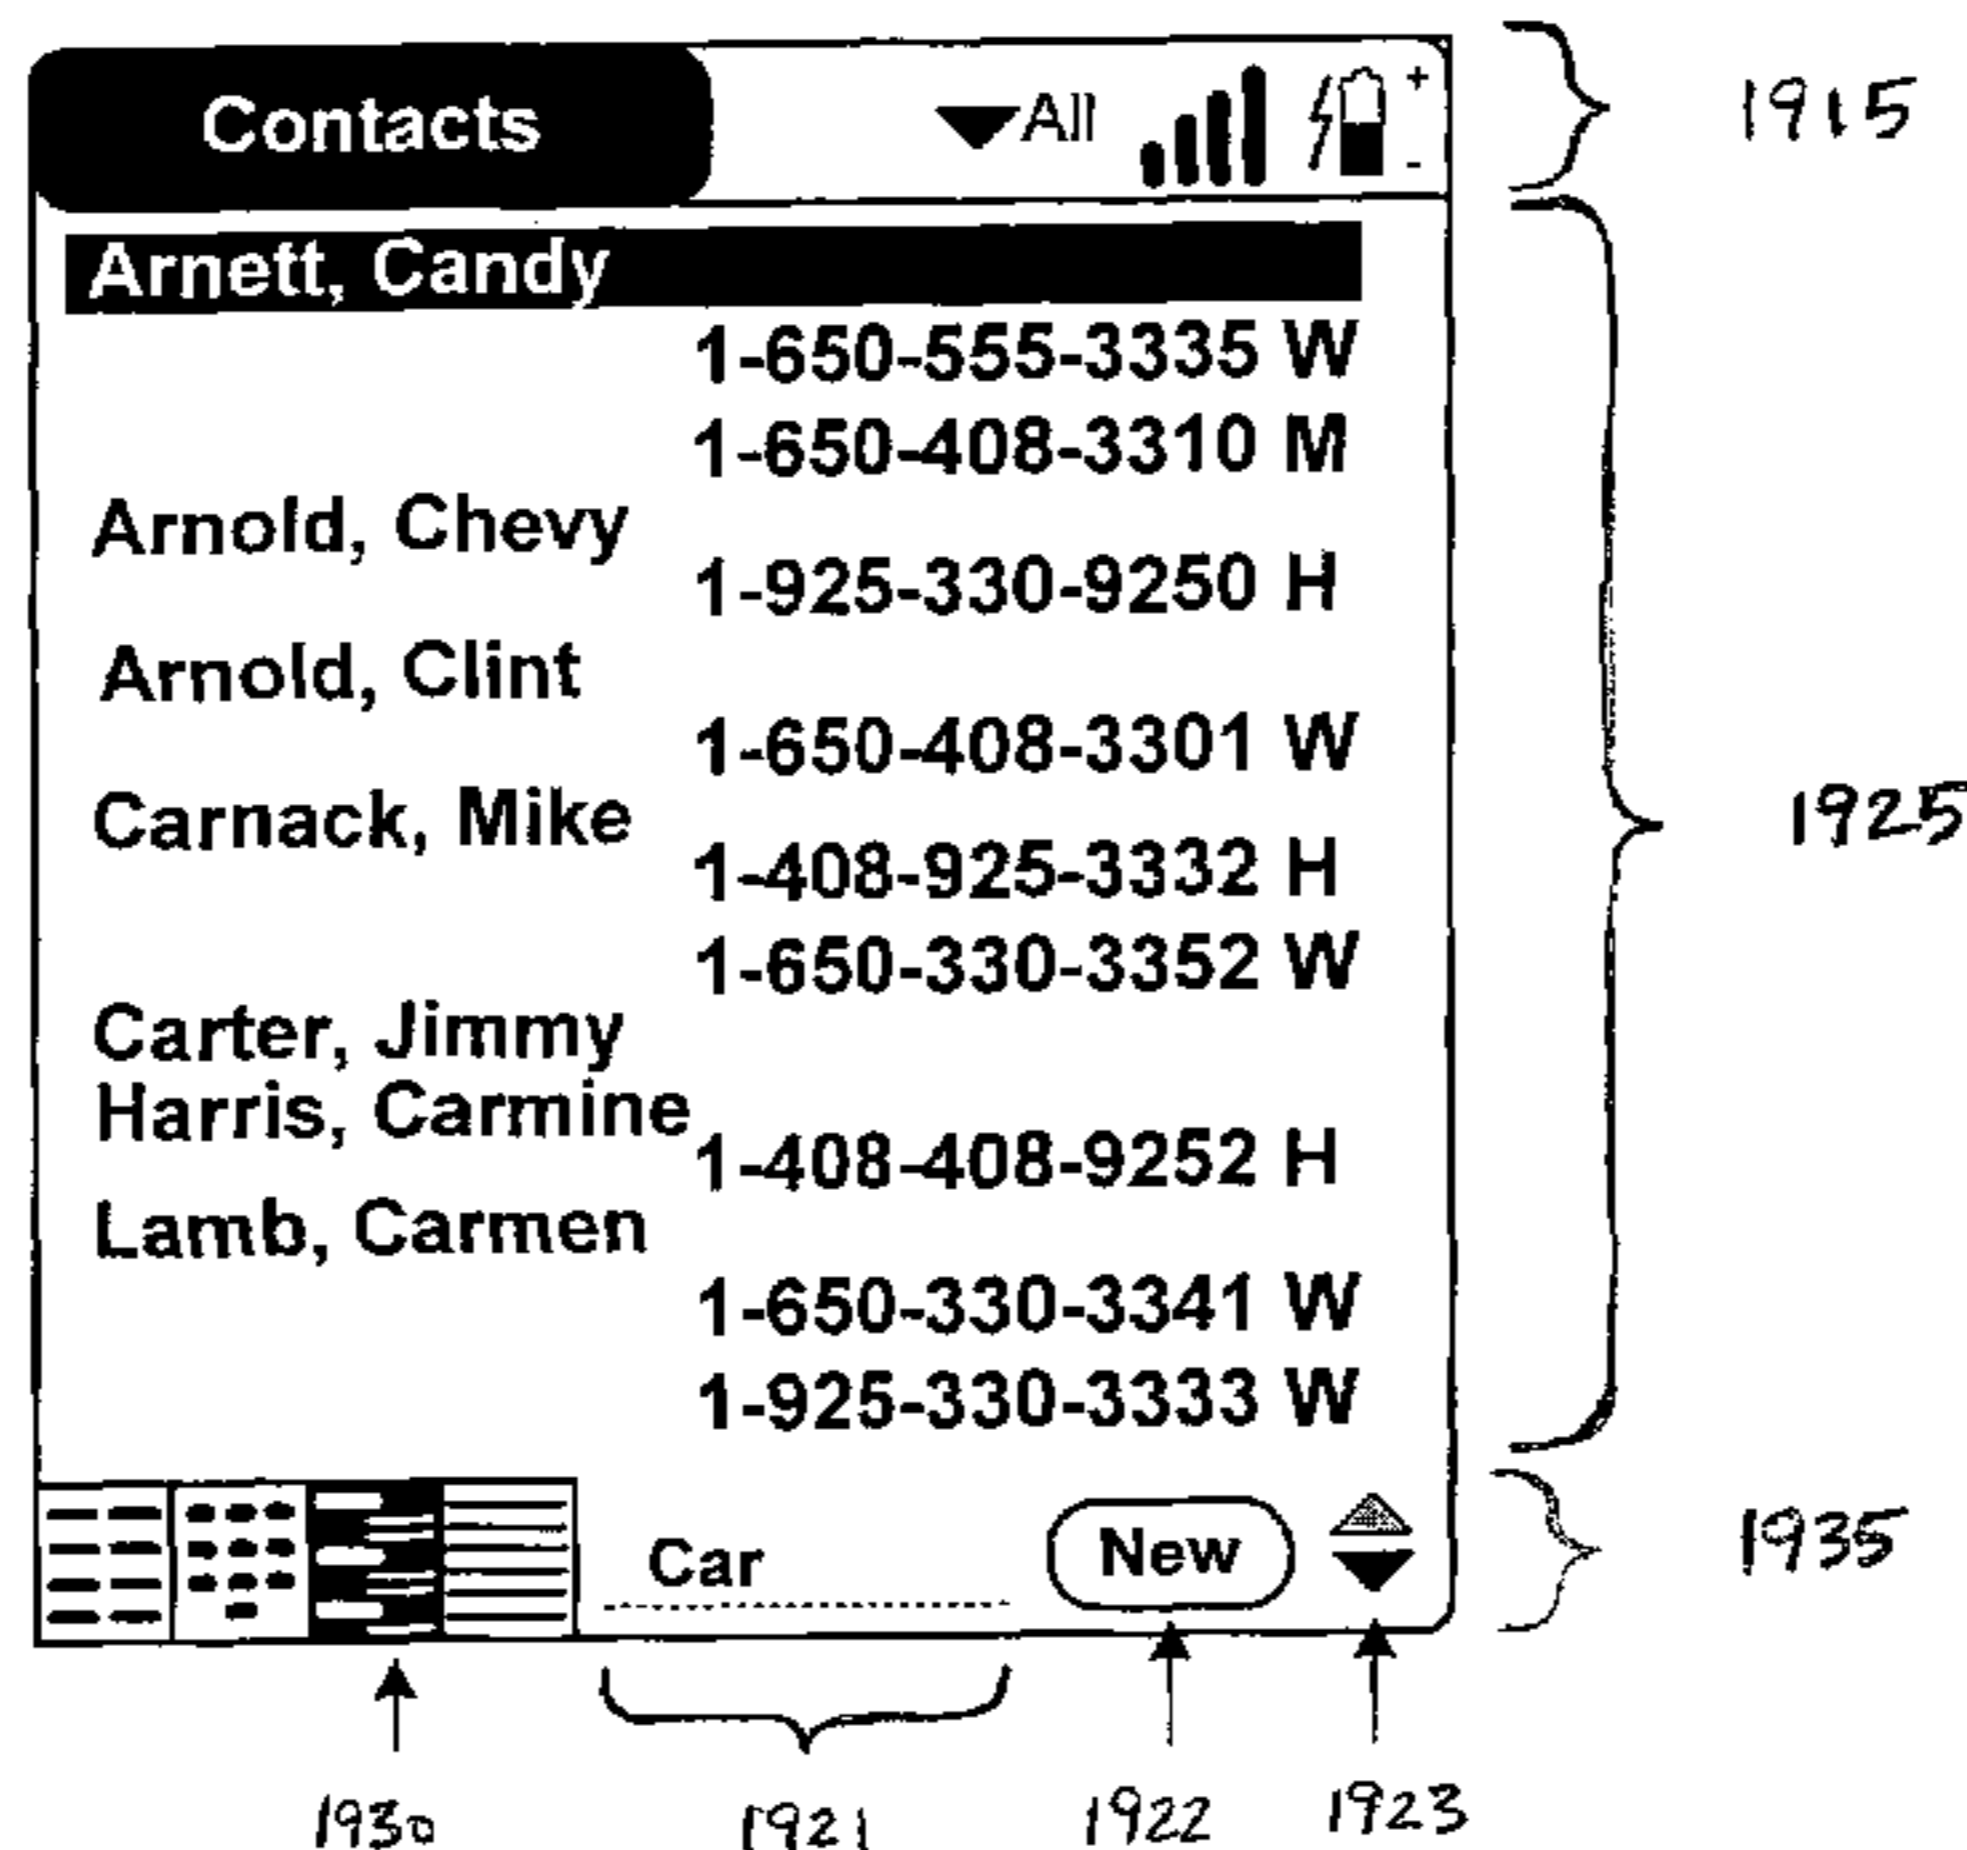 Contacts All + - 1915
Arnett, Candy
1-650-555-3335 W
1-650-408-3310 M
Arnold, Chevy
1-925-330-9250 H
Arnold, Clint
1-650-408-3301 W
Carnack, Mike
1925
1-408-925-3332 H
1-650-330-3352 W
Carter, Jimmy
Harris, Carmine
1-408-408-9252 H
Lamb, Carmen
1-650-330-3341 W
1-925-330-3333 W
Car New 1935
1930 1921 1922 1923